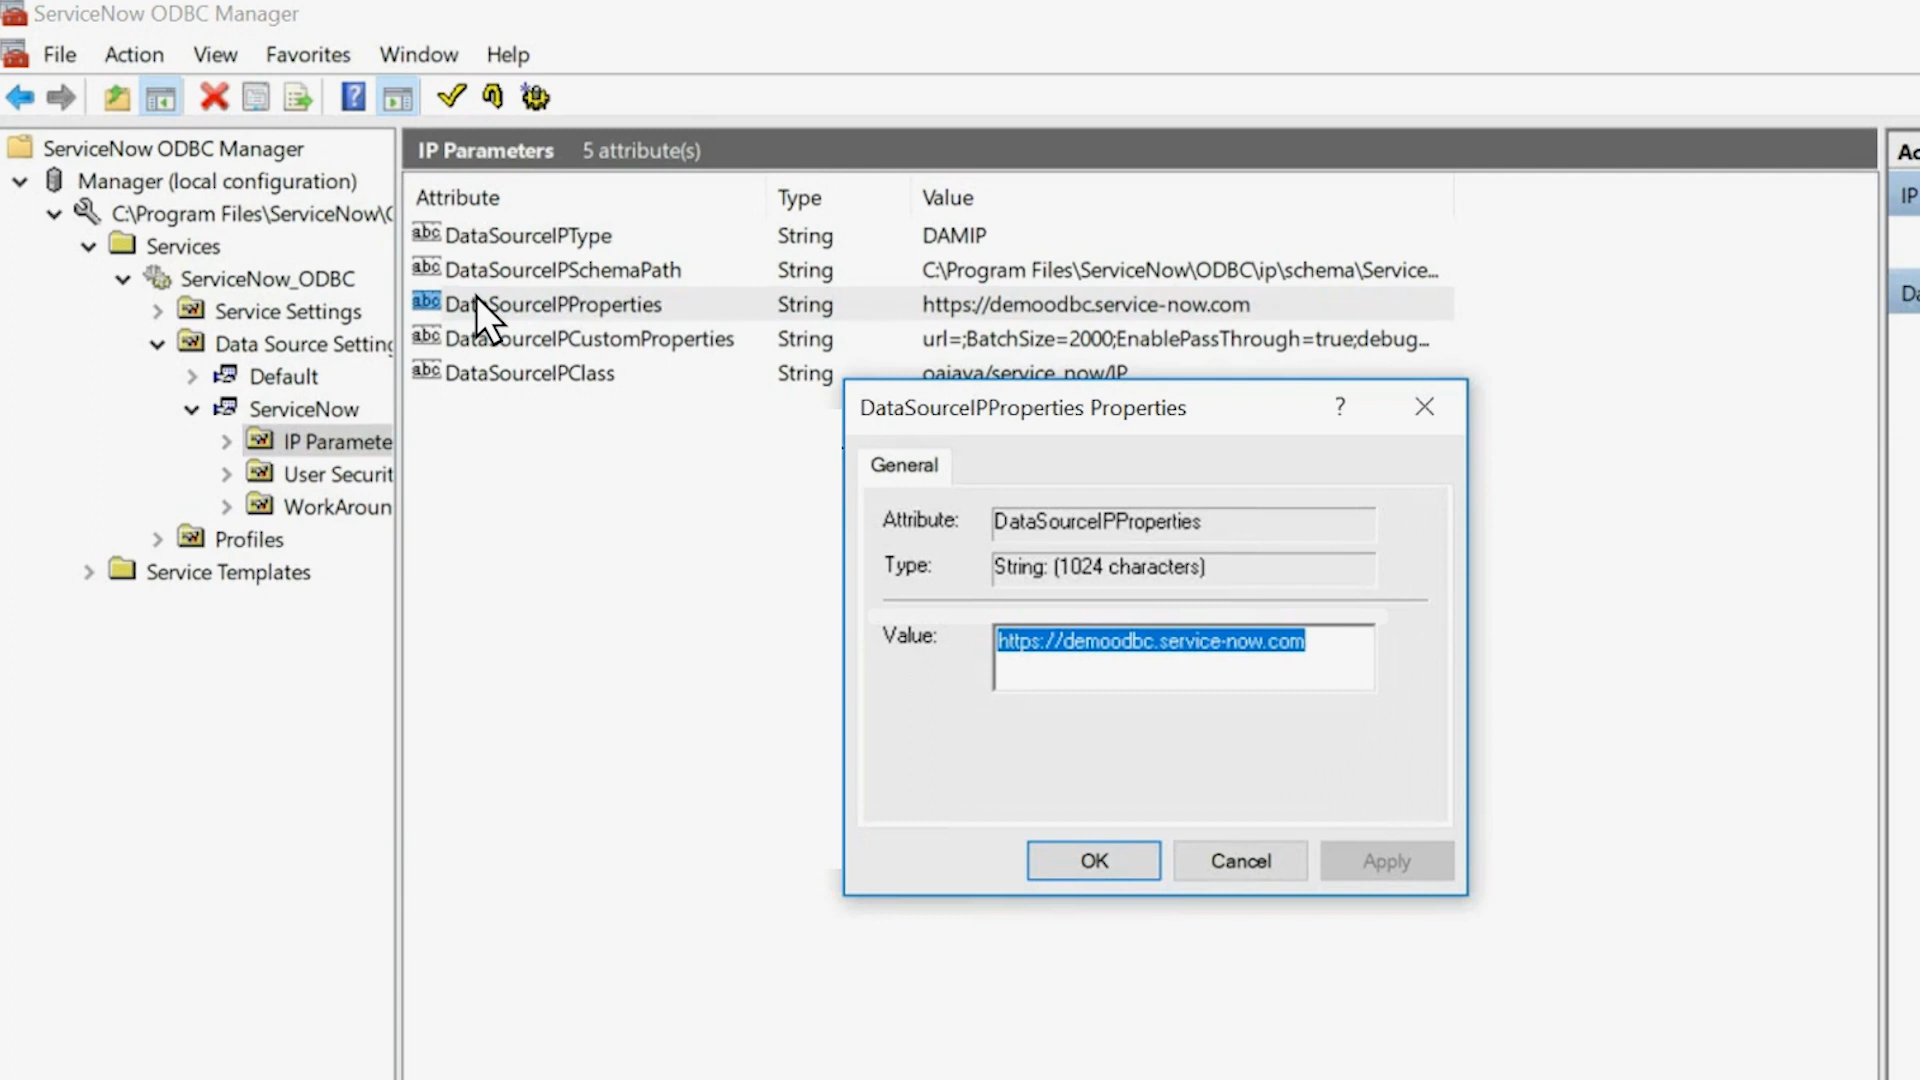 ServiceNow ODBC Manager
File Action View Favorites Window Help
ServiceNow ODBC Manager
Manager (local configuration)
C:\Program Files\ServiceNow\
Services
ServiceNow_ODBC
Service Settings
Data Source Setting
Default
ServiceNow
IP Paramete
User Securit
WorkAroun
Profiles
Service Templates
IP Parameters 5 attribute(s)
Attribute Type Value
abc DataSourceIPType String DAMIP
abc DataSourceIPSchemaPath String C:\Program Files\ServiceNow\ODBC\ip\schema\Service...
abc DataSourceIPProperties String https://demoodbc.service-now.com
abc DataSourceIPCustomProperties String url=;BatchSize=2000;EnablePassThrough=true;debug...
abc DataSourceIPClass String oajava/service_now/IP
DataSourceIPProperties Properties ?
General
Attribute: DataSourceIPProperties
Type: String: (1024 characters)
Value: https://demoodbc.service-now.com
OK Cancel Apply
Ac
IP
Da